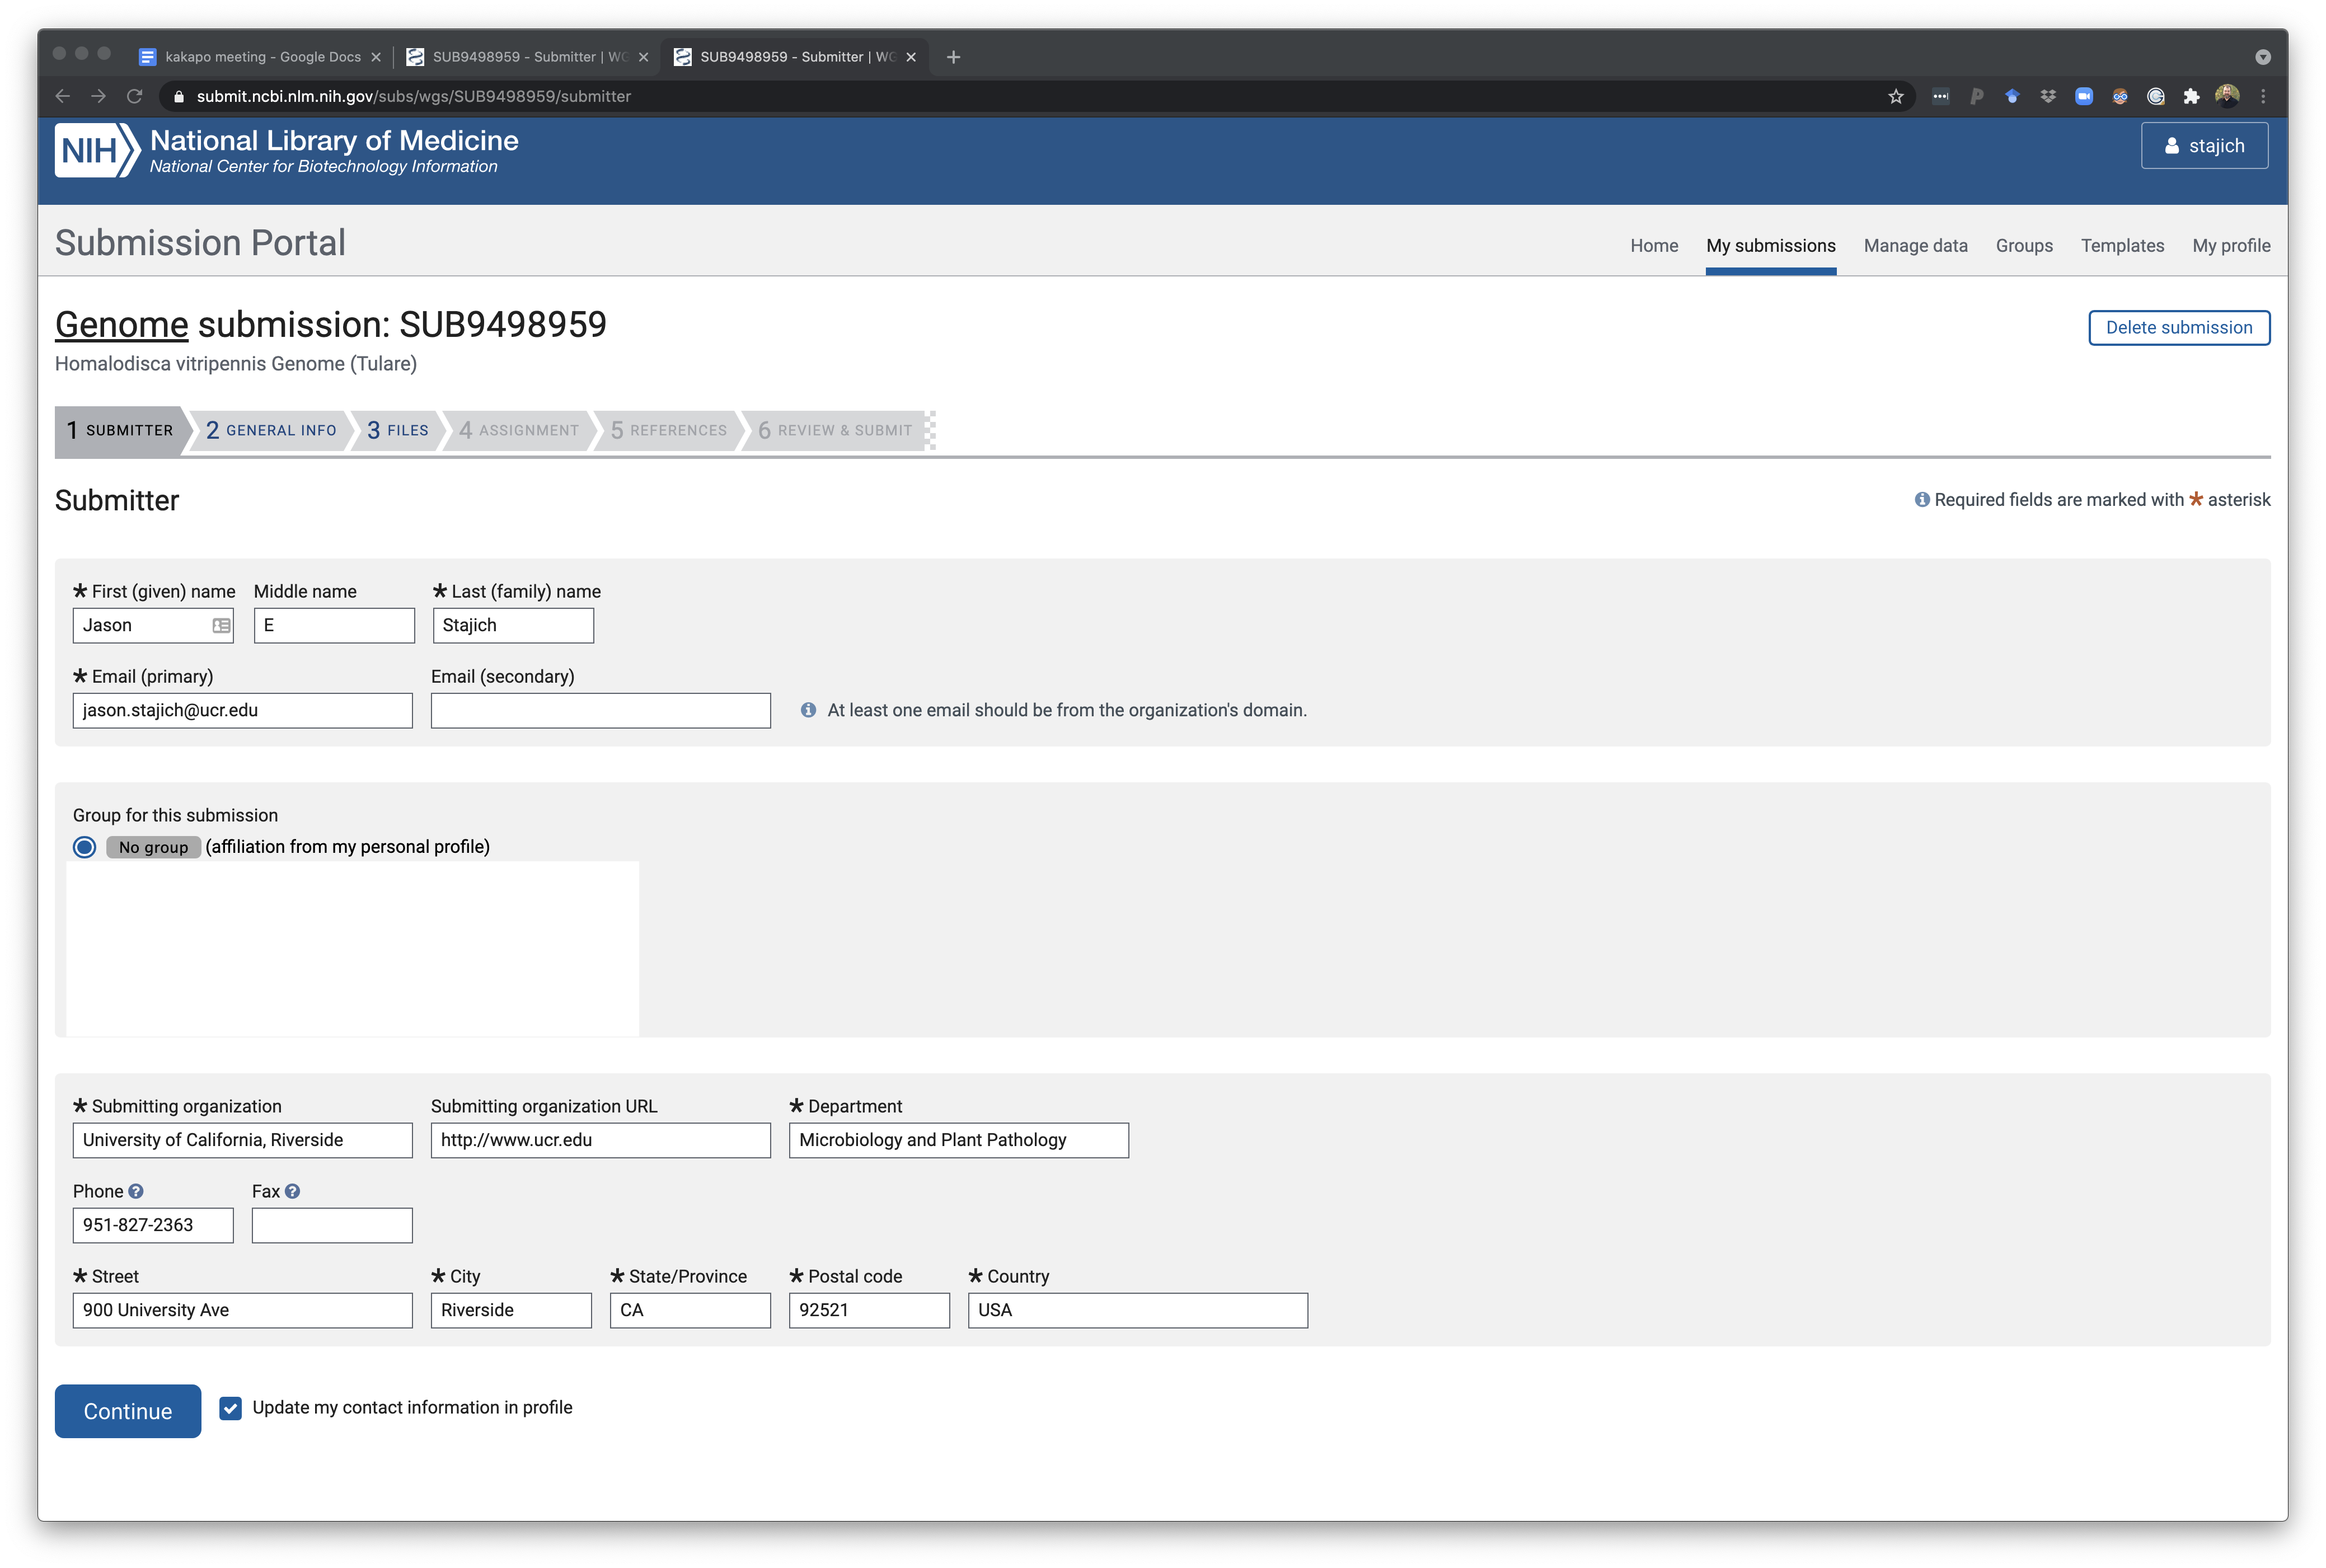 kakapo meeting - Google Docs
SUB9498959 - Submitter | WG
SUB9498959 - Submitter | WG
submit.ncbi.nlm.nih.gov/subs/wgs/SUB9498959/submitter
NIH
National Library of Medicine
National Center for Biotechnology Information
stajich
Submission Portal
Home My submissions Manage data Groups Templates My profile
Genome submission: SUB9498959
Delete submission
Homalodisca vitripennis Genome (Tulare)
1 SUBMITTER 2 GENERAL INFO 3 FILES 4 ASSIGNMENT 5 REFERENCES 6 REVIEW & SUBMIT
Submitter
Required fields are marked with * asterisk
* First (given) name Middle name * Last (family) name
Jason E Stajich
* Email (primary) Email (secondary)
jason.stajich@ucr.edu
At least one email should be from the organization's domain.
Group for this submission
No group (affiliation from my personal profile)
* Submitting organization Submitting organization URL * Department
University of California, Riverside http://www.ucr.edu Microbiology and Plant Pathology
Phone ? Fax ?
951-827-2363
* Street * City * State/Province * Postal code * Country
900 University Ave Riverside CA 92521 USA
Continue Update my contact information in profile